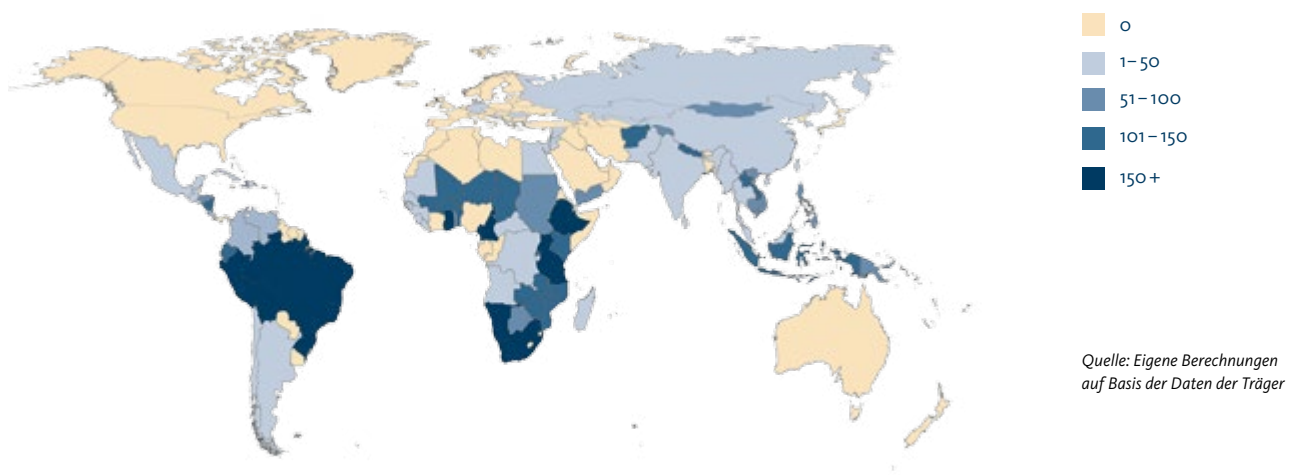 0
1–50
51–100
101–150
150+
Quelle: Eigene Berechnungen
auf Basis der Daten der Träger